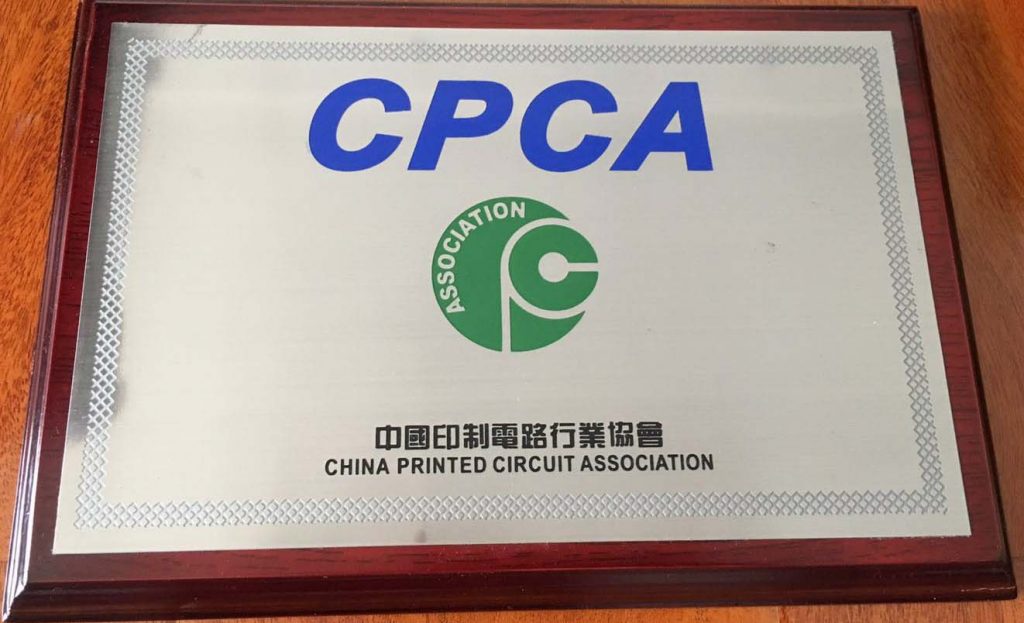 CPCA
ASSOCIATION
中國印制電路行業協會
CHINA PRINTED CIRCUIT ASSOCIATION